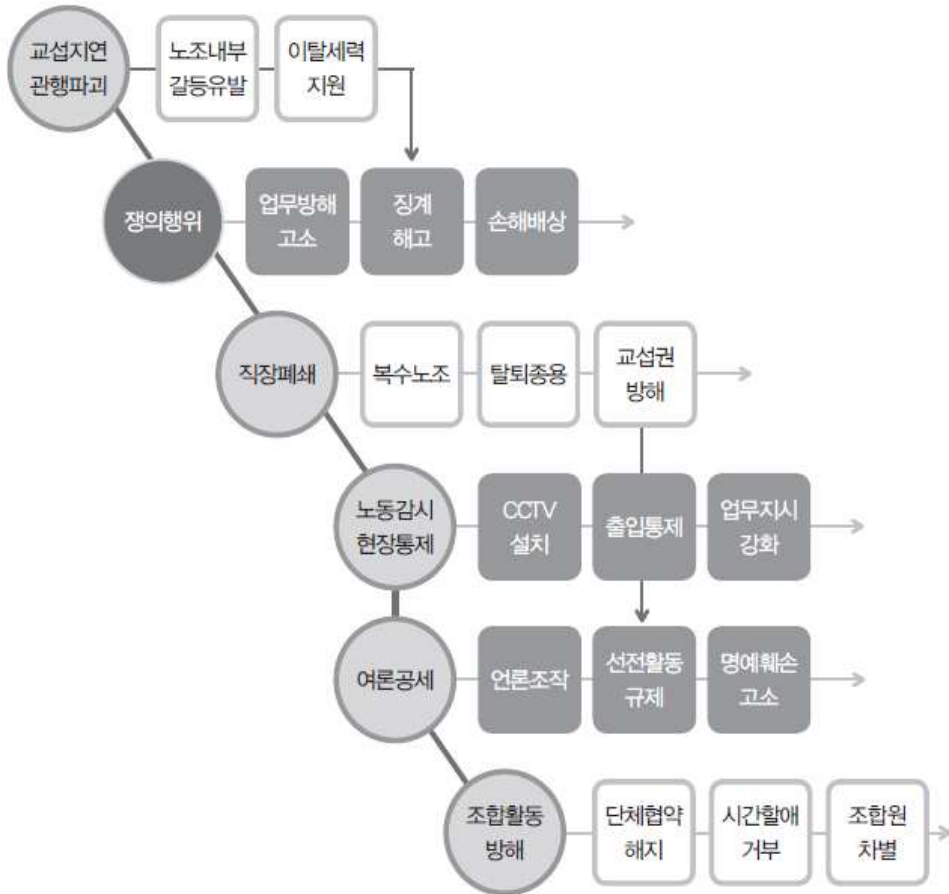 교섭지연
관행파괴
노조내부
갈등유발
이탈세력
지원
쟁의행위
업무방해
고소
징계
해고
손해배상
직장폐쇄
복수노조
탈퇴종용
교섭권
방해
노동감시
현장통제
CCTV
설치
출입통제
업무지시
강화
여론공세
언론조작
선전활동
규제
명예훼손
고소
조합활동
방해
단체협약
해지
시간할애
거부
조합원
차별